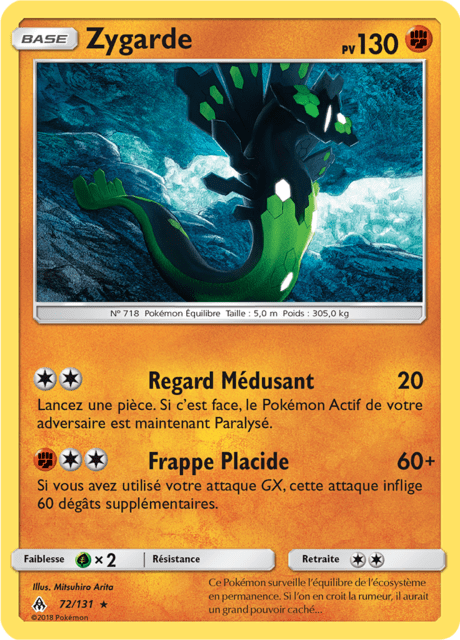 BASE Zygarde PV 130
N° 718 Pokémon Équilibre Taille : 5,0 m Poids : 305,0 kg
Regard Médusant 20
Lancez une pièce. Si c'est face, le Pokémon Actif de votre
adversaire est maintenant Paralysé.
Frappe Placide 60+
Si vous avez utilisé votre attaque GX, cette attaque inflige
60 dégâts supplémentaires.
Faiblesse ×2 Résistance Retraite
Illus. Mitsuhiro Arita
72/131 ★
©2018 Pokémon
Ce Pokémon surveille l'équilibre de l'écosystème
en permanence. Si l'on en croit la rumeur, il aurait
un grand pouvoir caché...